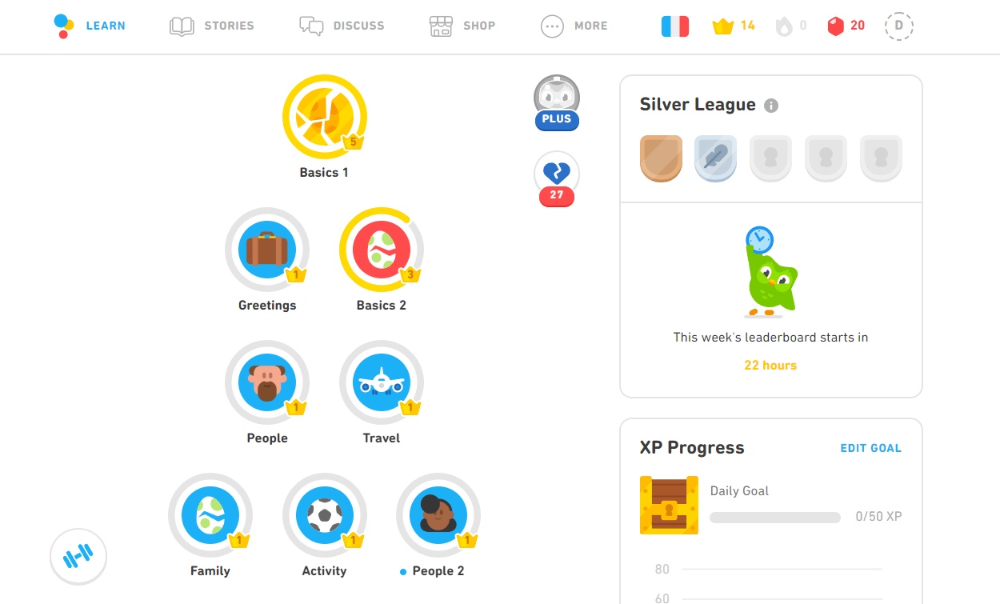 LEARN
STORIES
DISCUSS
SHOP
MORE
14
0
20
D
5
Basics 1
PLUS
27
1
Greetings
3
Basics 2
1
People
1
Travel
1
Family
1
Activity
1
People 2
Silver League
i
This week's leaderboard starts in
22 hours
XP Progress
EDIT GOAL
Daily Goal
0/50 XP
80
60